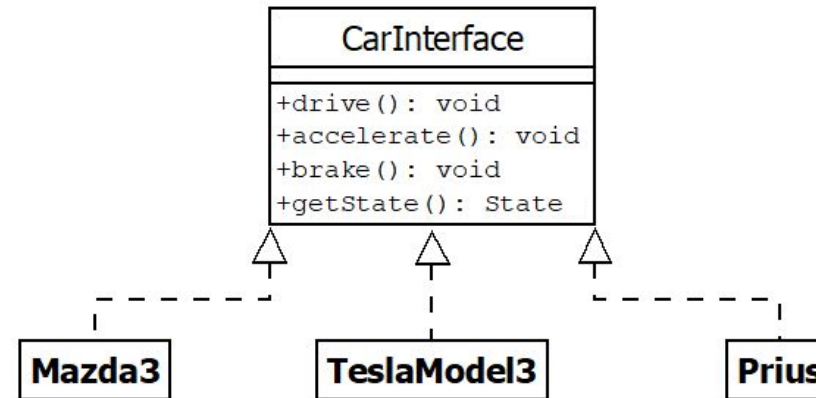 CarInterface
+drive(): void
+accelerate(): void
+brake(): void
+getState(): State
Mazda3
TeslaModel3
Prius